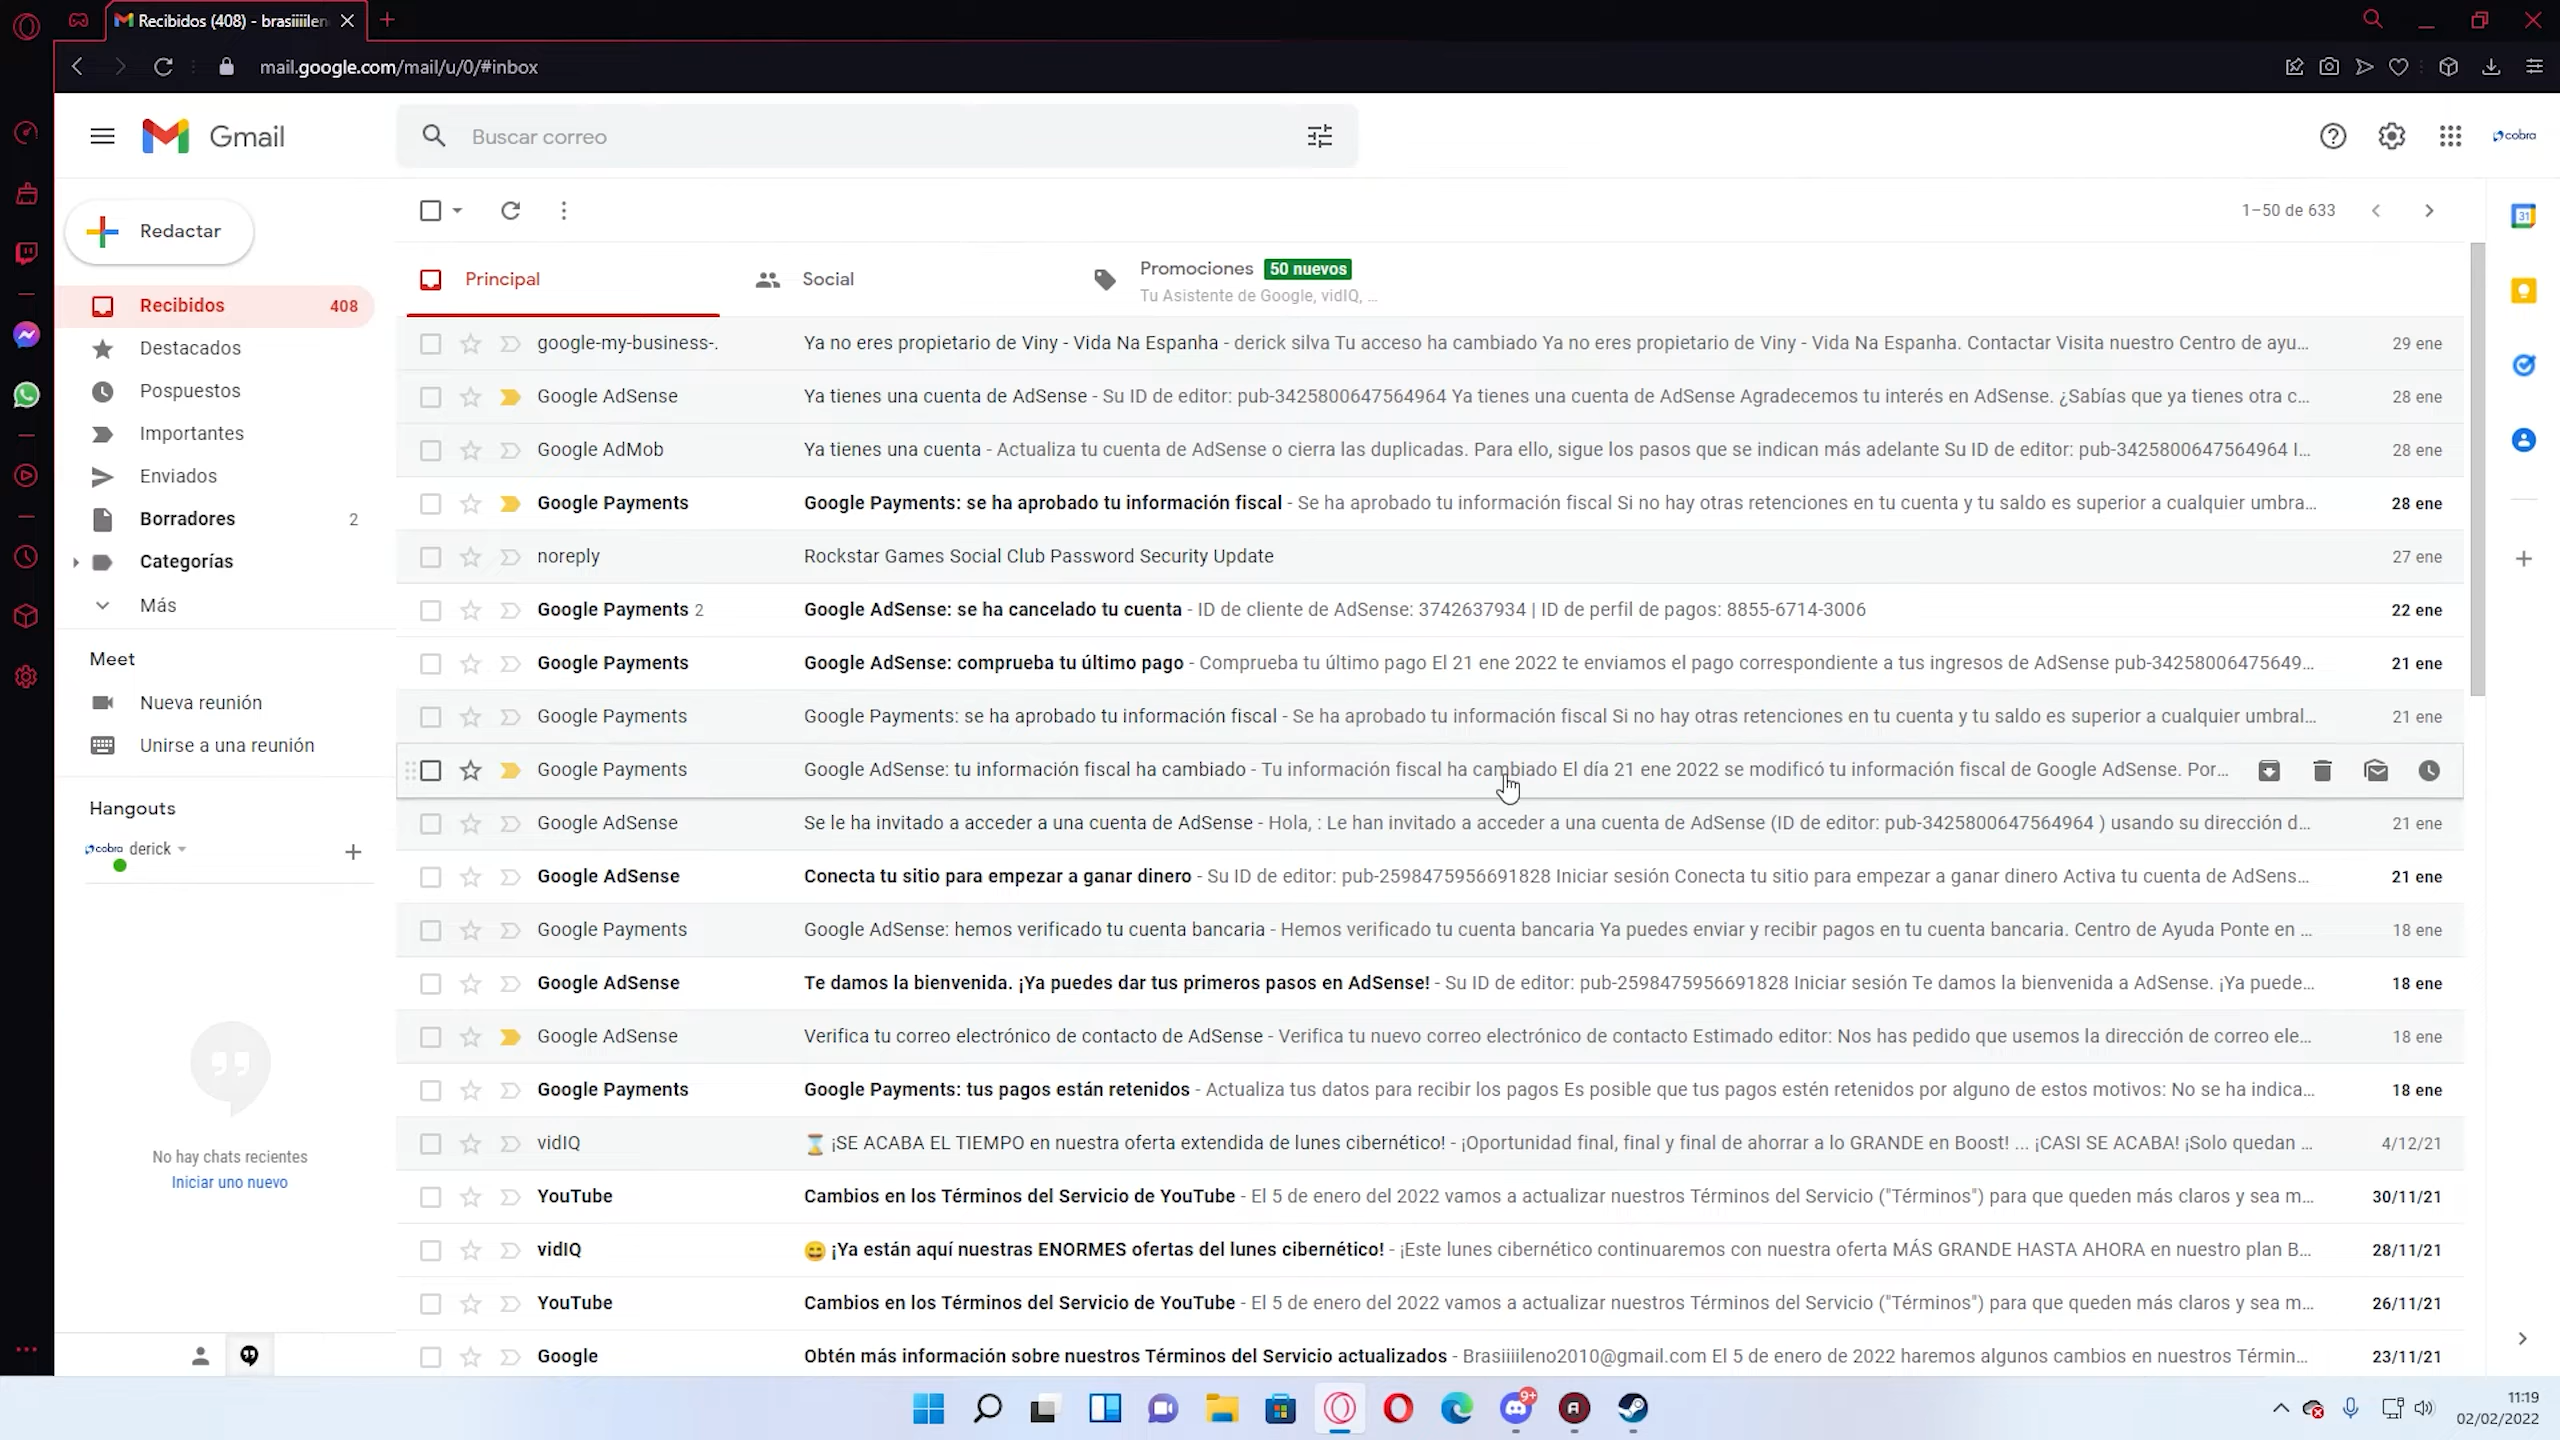 Recibidos (408) - brasiiiilen
mail.google.com/mail/u/0/#inbox
Gmail
Buscar correo
cobra
Redactar
1–50 de 633
31
Recibidos 408
Destacados
Pospuestos
Importantes
Enviados
Borradores 2
Categorías
Más
Meet
Nueva reunión
Unirse a una reunión
Hangouts
cobra derick
No hay chats recientes
Iniciar uno nuevo
Principal
Social
Promociones 50 nuevos
Tu Asistente de Google, vidIQ, ...
google-my-business-. Ya no eres propietario de Viny - Vida Na Espanha - derick silva Tu acceso ha cambiado Ya no eres propietario de Viny - Vida Na Espanha. Contactar Visita nuestro Centro de ayu... 29 ene
Google AdSense Ya tienes una cuenta de AdSense - Su ID de editor: pub-3425800647564964 Ya tienes una cuenta de AdSense Agradecemos tu interés en AdSense. ¿Sabías que ya tienes otra c... 28 ene
Google AdMob Ya tienes una cuenta - Actualiza tu cuenta de AdSense o cierra las duplicadas. Para ello, sigue los pasos que se indican más adelante Su ID de editor: pub-3425800647564964 I... 28 ene
Google Payments Google Payments: se ha aprobado tu información fiscal - Se ha aprobado tu información fiscal Si no hay otras retenciones en tu cuenta y tu saldo es superior a cualquier umbra... 28 ene
noreply Rockstar Games Social Club Password Security Update 27 ene
Google Payments 2 Google AdSense: se ha cancelado tu cuenta - ID de cliente de AdSense: 3742637934 | ID de perfil de pagos: 8855-6714-3006 22 ene
Google Payments Google AdSense: comprueba tu último pago - Comprueba tu último pago El 21 ene 2022 te enviamos el pago correspondiente a tus ingresos de AdSense pub-34258006475649... 21 ene
Google Payments Google Payments: se ha aprobado tu información fiscal - Se ha aprobado tu información fiscal Si no hay otras retenciones en tu cuenta y tu saldo es superior a cualquier umbral... 21 ene
Google Payments Google AdSense: tu información fiscal ha cambiado - Tu información fiscal ha cambiado El día 21 ene 2022 se modificó tu información fiscal de Google AdSense. Por...
Google AdSense Se le ha invitado a acceder a una cuenta de AdSense - Hola, : Le han invitado a acceder a una cuenta de AdSense (ID de editor: pub-3425800647564964 ) usando su dirección d... 21 ene
Google AdSense Conecta tu sitio para empezar a ganar dinero - Su ID de editor: pub-2598475956691828 Iniciar sesión Conecta tu sitio para empezar a ganar dinero Activa tu cuenta de AdSens... 21 ene
Google Payments Google AdSense: hemos verificado tu cuenta bancaria - Hemos verificado tu cuenta bancaria Ya puedes enviar y recibir pagos en tu cuenta bancaria. Centro de Ayuda Ponte en ... 18 ene
Google AdSense Te damos la bienvenida. ¡Ya puedes dar tus primeros pasos en AdSense! - Su ID de editor: pub-2598475956691828 Iniciar sesión Te damos la bienvenida a AdSense. ¡Ya puede... 18 ene
Google AdSense Verifica tu correo electrónico de contacto de AdSense - Verifica tu nuevo correo electrónico de contacto Estimado editor: Nos has pedido que usemos la dirección de correo ele... 18 ene
Google Payments Google Payments: tus pagos están retenidos - Actualiza tus datos para recibir los pagos Es posible que tus pagos estén retenidos por alguno de estos motivos: No se ha indica... 18 ene
vidIQ ⌛ ¡SE ACABA EL TIEMPO en nuestra oferta extendida de lunes cibernético! - ¡Oportunidad final, final y final de ahorrar a lo GRANDE en Boost! ... ¡CASI SE ACABA! ¡Solo quedan ... 4/12/21
YouTube Cambios en los Términos del Servicio de YouTube - El 5 de enero del 2022 vamos a actualizar nuestros Términos del Servicio ("Términos") para que queden más claros y sea m... 30/11/21
vidIQ 😄 ¡Ya están aquí nuestras ENORMES ofertas del lunes cibernético! - ¡Este lunes cibernético continuaremos con nuestra oferta MÁS GRANDE HASTA AHORA en nuestro plan B... 28/11/21
YouTube Cambios en los Términos del Servicio de YouTube - El 5 de enero del 2022 vamos a actualizar nuestros Términos del Servicio ("Términos") para que queden más claros y sea m... 26/11/21
Google Obtén más información sobre nuestros Términos del Servicio actualizados - Brasiiiileno2010@gmail.com El 5 de enero de 2022 haremos algunos cambios en nuestros Términ... 23/11/21
9+
11:19
02/02/2022